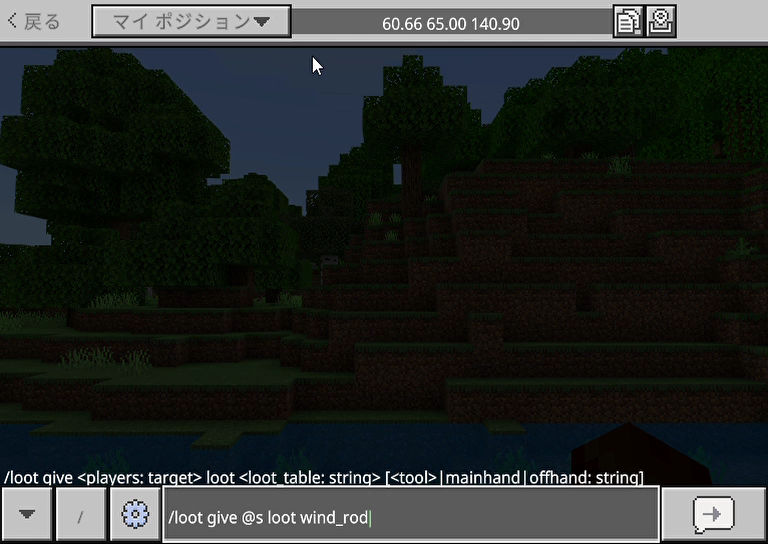 戻る
マイ ポジション
60.66 65.00 140.90
/loot give <players: target> loot <loot_table: string> [<tool>|mainhand|offhand: string]
/
/loot give @s loot wind_rod